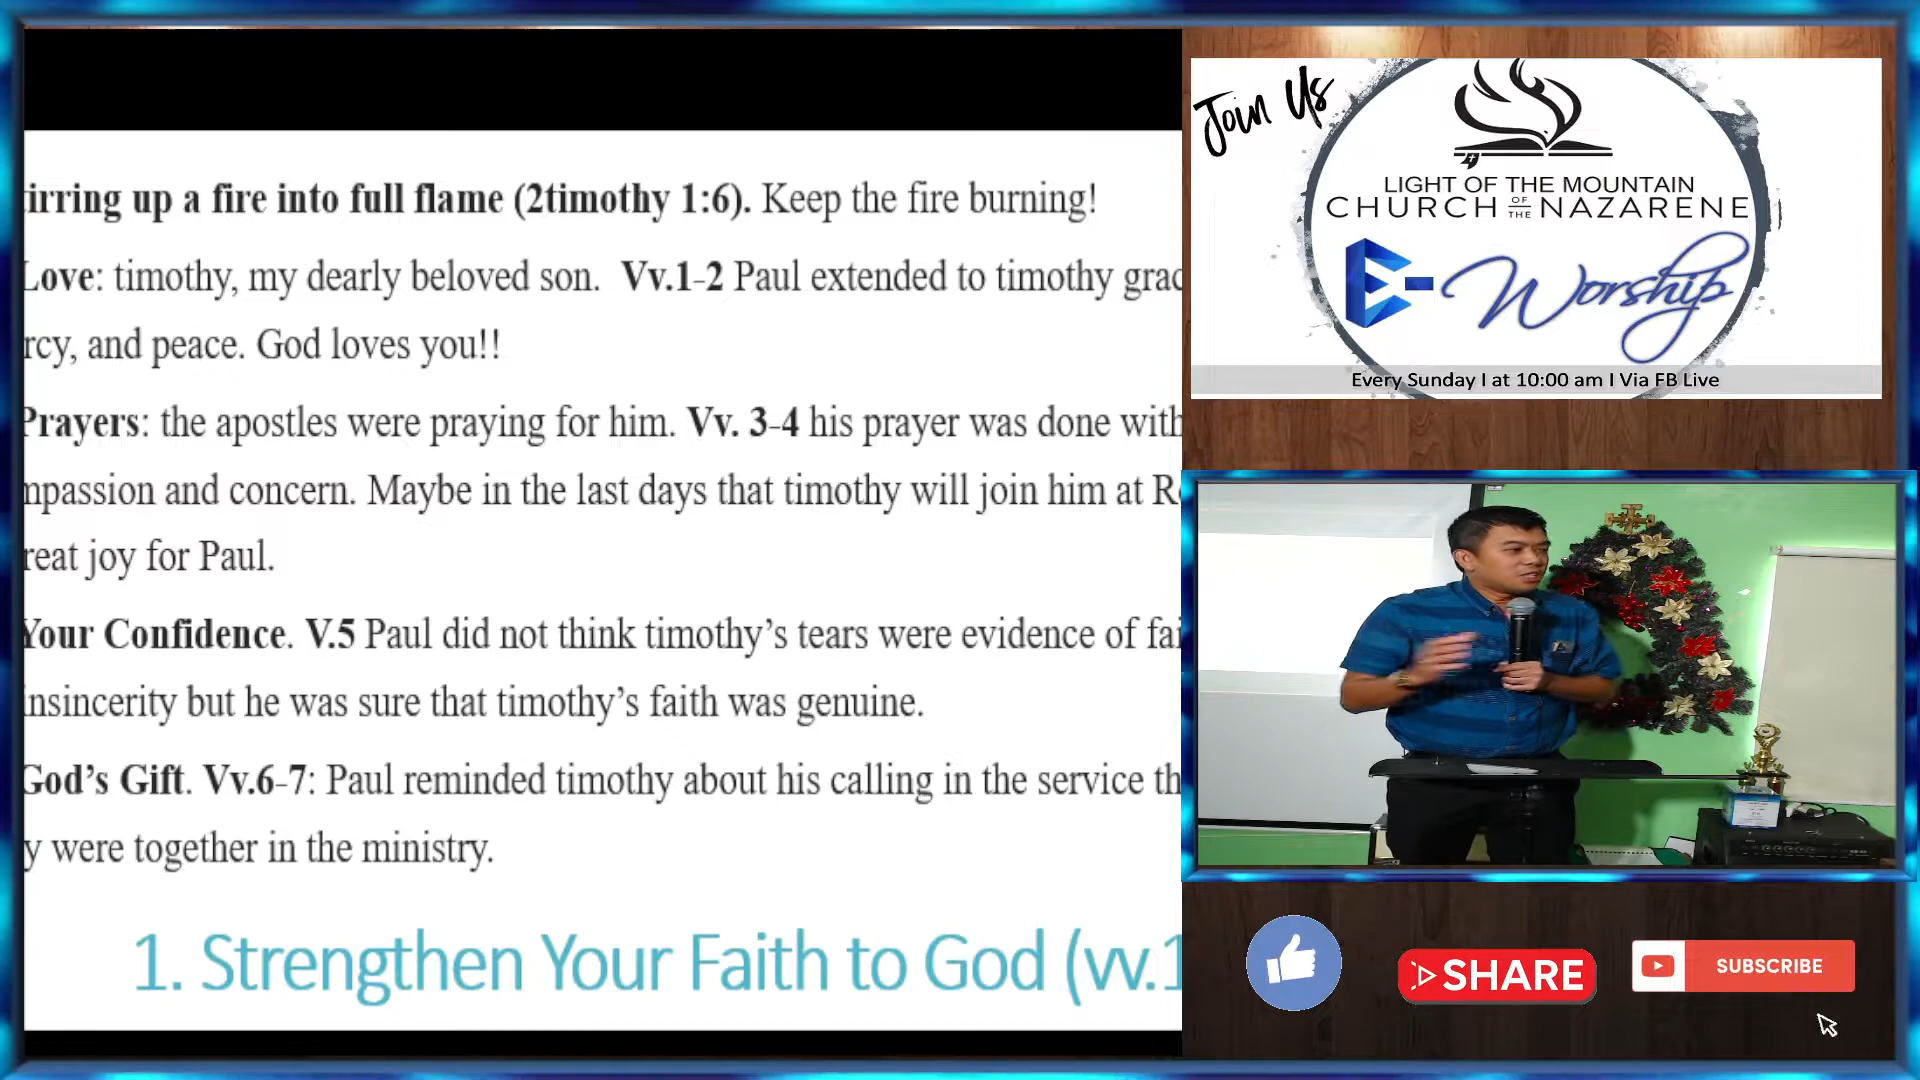 tirring up a fire into full flame (2timothy 1:6). Keep the fire burning!
Love: timothy, my dearly beloved son. Vv.1-2 Paul extended to timothy grac
rcy, and peace. God loves you!!
Prayers: the apostles were praying for him. Vv. 3-4 his prayer was done with
mpassion and concern. Maybe in the last days that timothy will join him at R
reat joy for Paul.
Your Confidence. V.5 Paul did not think timothy's tears were evidence of fai
insincerity but he was sure that timothy's faith was genuine.
God's Gift. Vv.6-7: Paul reminded timothy about his calling in the service th
y were together in the ministry.
1. Strengthen Your Faith to God (vv.1
Join Us
LIGHT OF THE MOUNTAIN
CHURCH OF THE NAZARENE
E-Worship
Every Sunday I at 10:00 am I Via FB Live
SHARE
SUBSCRIBE